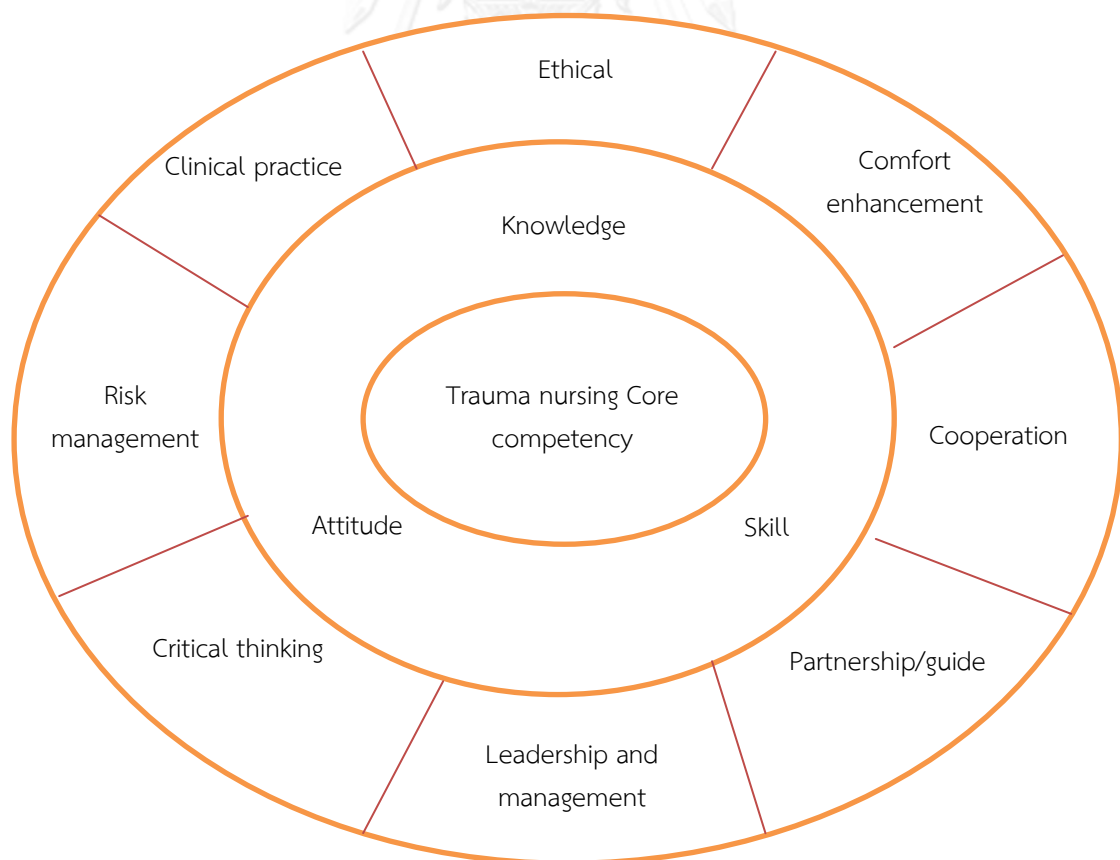 Ethical
Clinical practice
Comfort
enhancement
Knowledge
Risk
management
Trauma nursing Core
competency
Cooperation
Attitude
Skill
Critical thinking
Partnership/guide
Leadership and
management